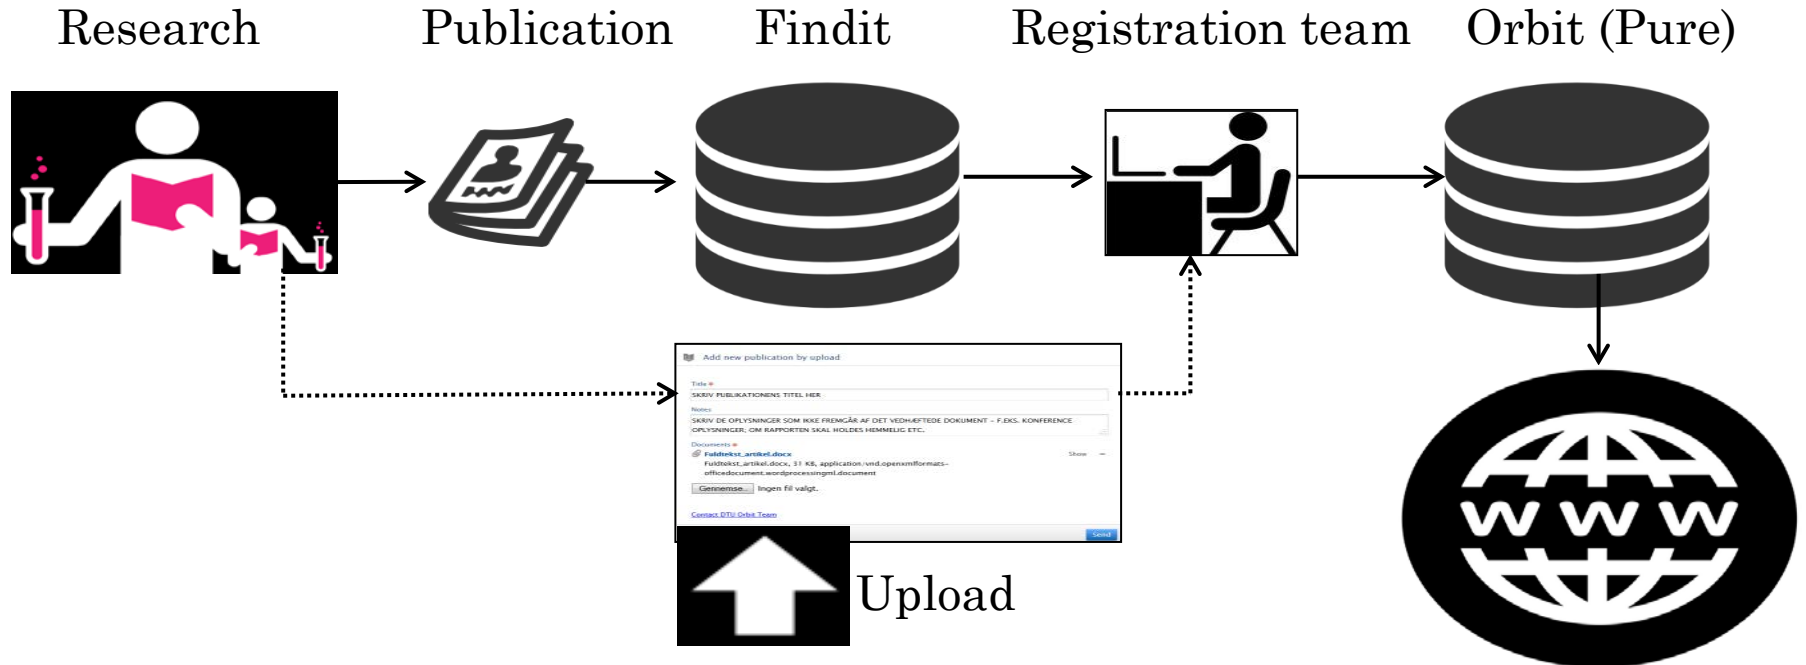 Research
Publication
Findit
Registration team
Orbit (Pure)
Add new publication by upload
Title *
SKRIV PUBLIKATIONENS TITEL HER
Notes
SKRIV DE OPLYSNINGER SOM IKKE FREMGÅR AF DET VEDHÆFTEDE DOKUMENT – F.EKS. KONFERENCE
OPLYSNINGER; OM RAPPORTEN SKAL HOLDES HEMMELIG ETC.
Documents *
Fuldtekst_artikel.docx
Show
Fuldtekst_artikel.docx, 31 KB, application/vnd.openxmlformats-
officedocument.wordprocessingml.document
Gennemse... Ingen fil valgt.
Contact DTU Orbit Team
Send
Upload
WWW